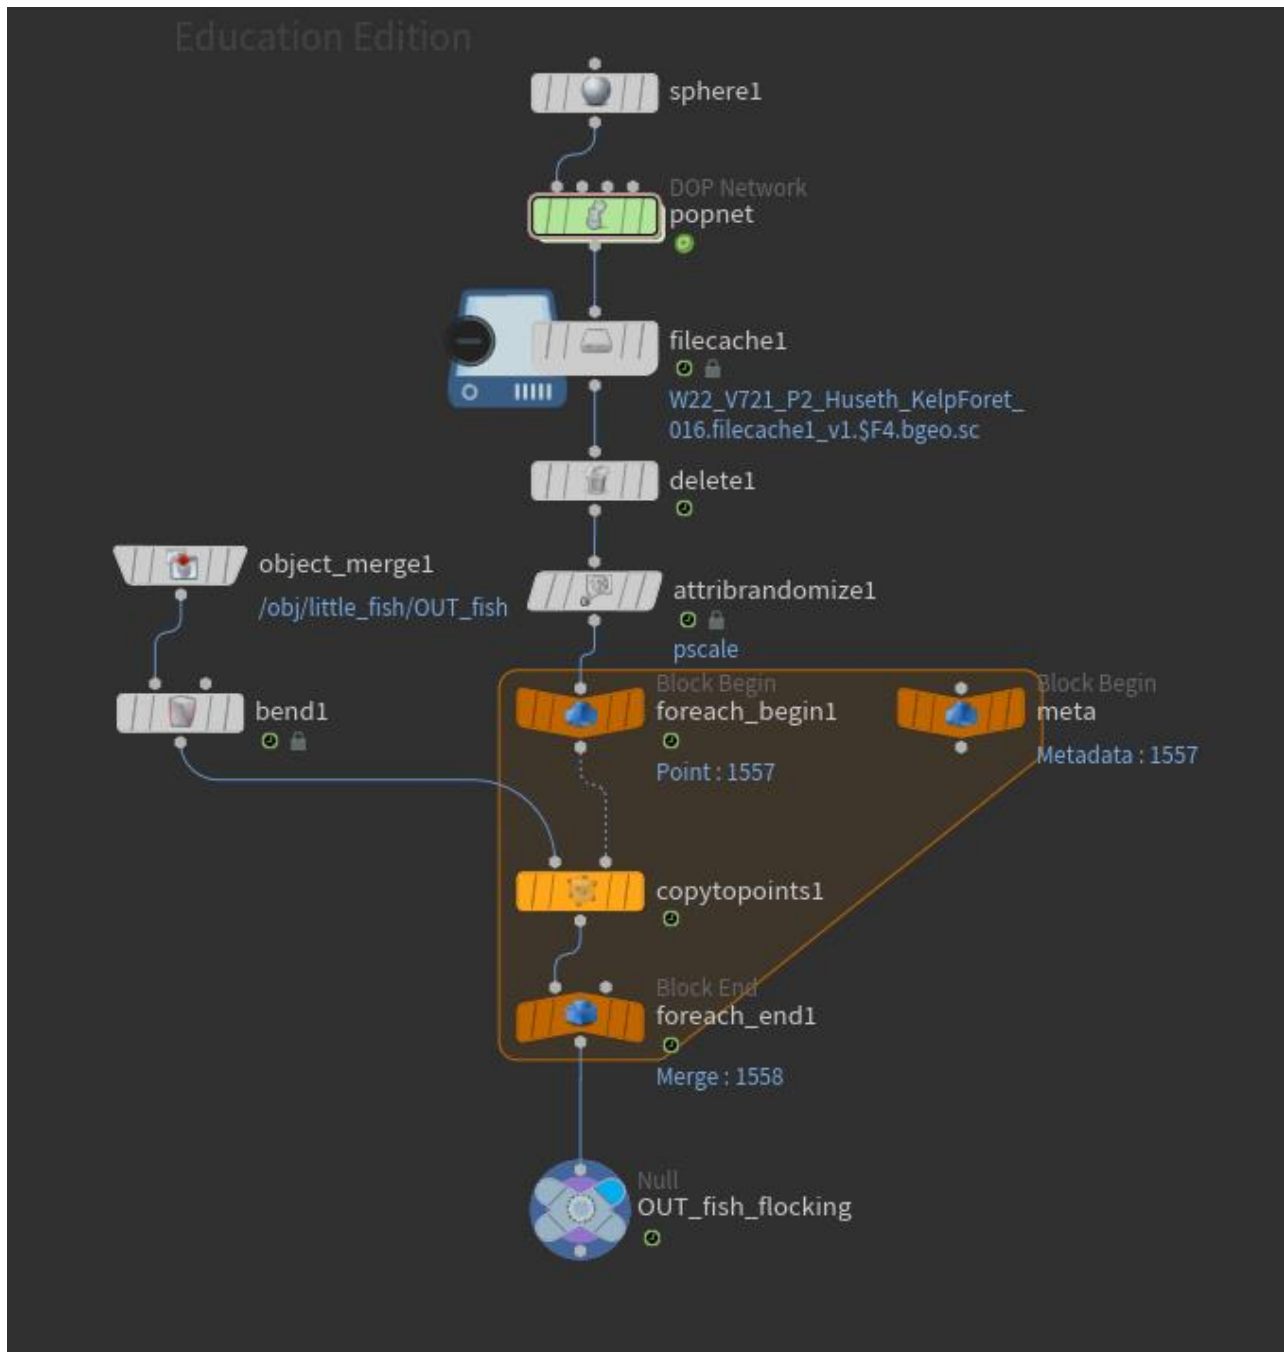 Education Edition
sphere1
DOP Network
popnet
filecache1
W22_V721_P2_Huseth_KelpForet_
016.filecache1_v1.$F4.bgeo.sc
delete1
object_merge1
/obj/little_fish/OUT_fish
attribrandomize1
pscale
bend1
Block Begin
foreach_begin1
Point : 1557
Block Begin
meta
Metadata : 1557
copytopoints1
Block End
foreach_end1
Merge : 1558
Null
OUT_fish_flocking